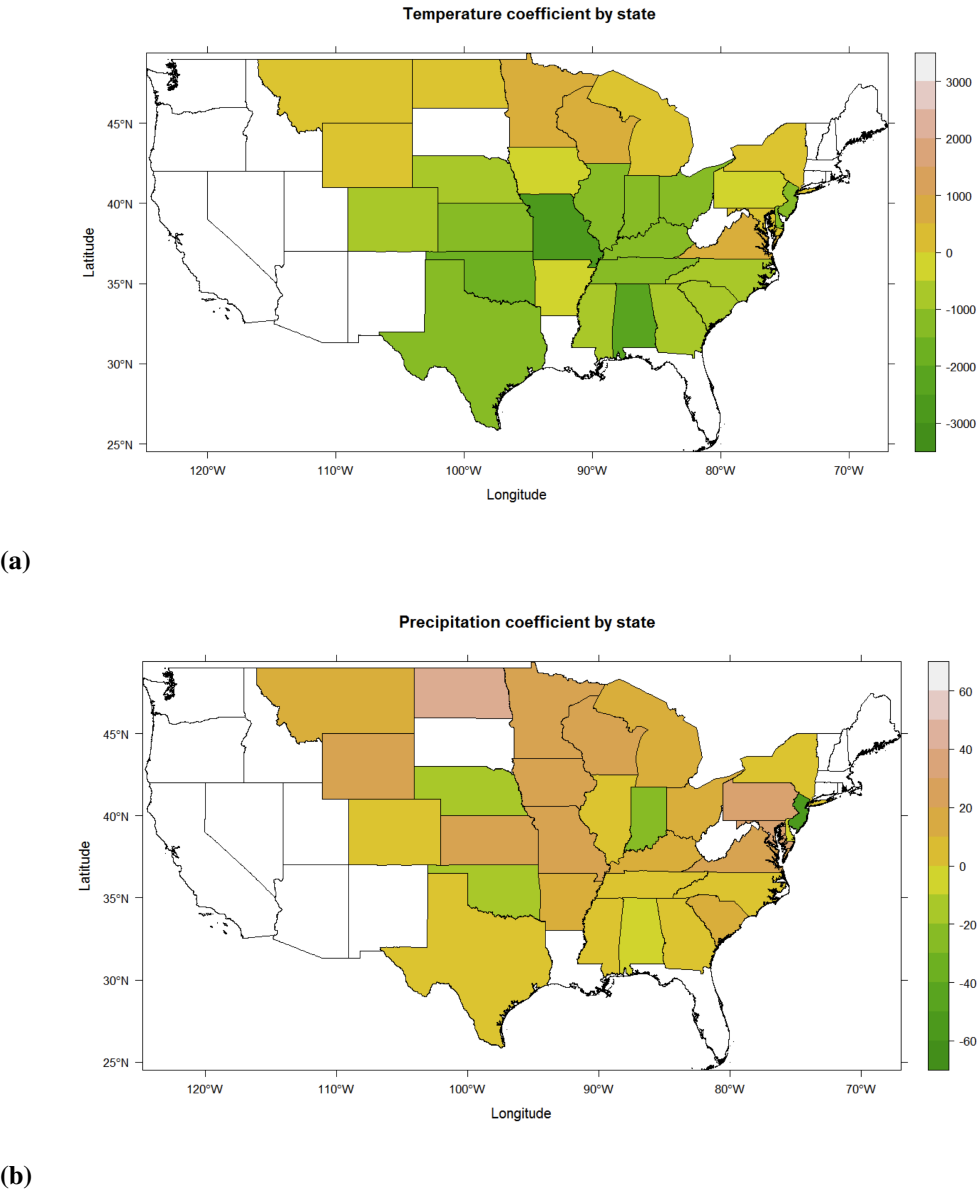 Temperature coefficient by state
45°N
40°N
35°N
30°N
25°N
Latitude
120°W 110°W 100°W 90°W 80°W 70°W
Longitude
3000
2000
1000
0
-1000
-2000
-3000
(a)
Precipitation coefficient by state
45°N
40°N
35°N
30°N
25°N
Latitude
120°W 110°W 100°W 90°W 80°W 70°W
Longitude
60
40
20
0
-20
-40
-60
(b)